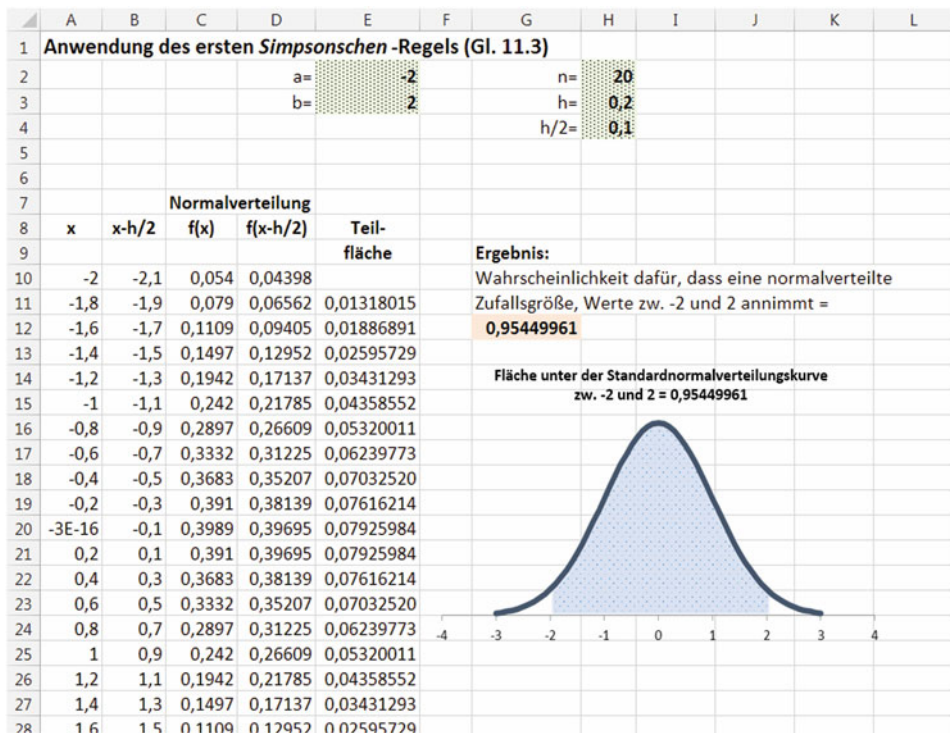 A B C D E F G H I J K L
1 Anwendung des ersten Simpsonschen -Regels (Gl. 11.3)
2 a= -2 n= 20
3 b= 2 h= 0,2
4 h/2= 0,1
5
6
7 Normalverteilung
8 x x-h/2 f(x) f(x-h/2) Teil-
9 fläche Ergebnis:
10 -2 -2,1 0,054 0,04398 Wahrscheinlichkeit dafür, dass eine normalverteilte
11 -1,8 -1,9 0,079 0,06562 0,01318015 Zufallsgröße, Werte zw. -2 und 2 annimmt =
12 -1,6 -1,7 0,1109 0,09405 0,01886891 0,95449961
13 -1,4 -1,5 0,1497 0,12952 0,02595729
14 -1,2 -1,3 0,1942 0,17137 0,03431293
15 -1 -1,1 0,242 0,21785 0,04358552
16 -0,8 -0,9 0,2897 0,26609 0,05320011
17 -0,6 -0,7 0,3332 0,31225 0,06239773
18 -0,4 -0,5 0,3683 0,35207 0,07032520
19 -0,2 -0,3 0,391 0,38139 0,07616214
20 -3E-16 -0,1 0,3989 0,39695 0,07925984
21 0,2 0,1 0,391 0,39695 0,07925984
22 0,4 0,3 0,3683 0,38139 0,07616214
23 0,6 0,5 0,3332 0,35207 0,07032520
24 0,8 0,7 0,2897 0,31225 0,06239773
25 1 0,9 0,242 0,26609 0,05320011
26 1,2 1,1 0,1942 0,21785 0,04358552
27 1,4 1,3 0,1497 0,17137 0,03431293
28 1,6 1,5 0,1109 0,12952 0,02595729
Fläche unter der Standardnormalverteilungskurve
zw. -2 und 2 = 0,95449961
-4 -3 -2 -1 0 1 2 3 4